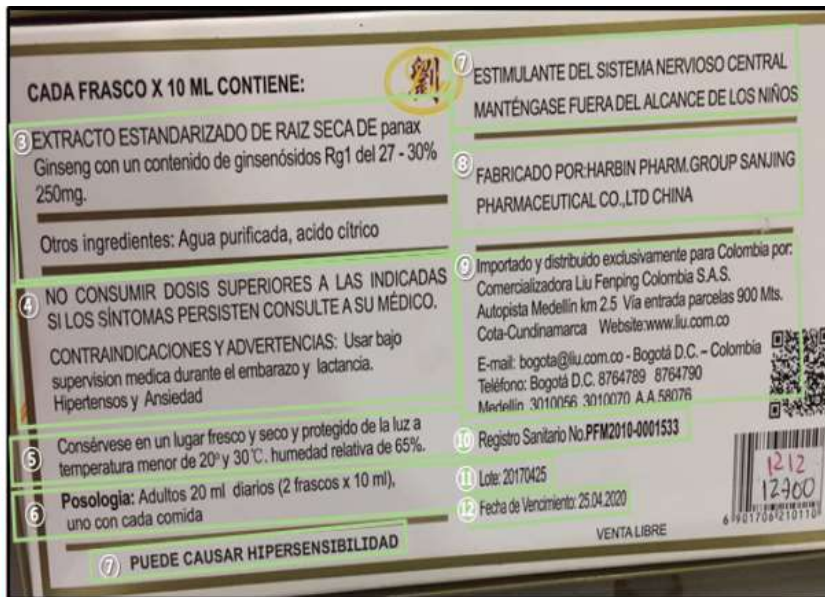 CADA FRASCO X 10 ML CONTIENE:
劉
③ EXTRACTO ESTANDARIZADO DE RAIZ SECA DE panax
Ginseng con un contenido de ginsenósidos Rg1 del 27 - 30%
250mg.
Otros ingredientes: Agua purificada, acido cítrico
④ NO CONSUMIR DOSIS SUPERIORES A LAS INDICADAS
SI LOS SÍNTOMAS PERSISTEN CONSULTE A SU MÉDICO.
CONTRAINDICACIONES Y ADVERTENCIAS: Usar bajo
supervision medica durante el embarazo y lactancia.
Hipertensos y Ansiedad
⑤ Consérvese en un lugar fresco y seco y protegido de la luz a
temperatura menor de 20° y 30℃. humedad relativa de 65%.
⑥ Posologia: Adultos 20 ml diarios (2 frascos x 10 ml),
uno con cada comida
⑦ PUEDE CAUSAR HIPERSENSIBILIDAD
⑦ ESTIMULANTE DEL SISTEMA NERVIOSO CENTRAL
MANTÉNGASE FUERA DEL ALCANCE DE LOS NIÑOS
⑧ FABRICADO POR:HARBIN PHARM.GROUP SANJING
PHARMACEUTICAL CO.,LTD CHINA
⑨ Importado y distribuido exclusivamente para Colombia por:
Comercializadora Liu Fenping Colombia S.A.S.
Autopista Medellín km 2.5 Vía entrada parcelas 900 Mts.
Cota-Cundinamarca Website:www.liu.com.co
E-mail: bogota@liu.com.co - Bogotá D.C. – Colombia
Teléfono: Bogotá D.C. 8764789 8764790
Medellín 3010056 3010070 A.A.58076
⑩ Registro Sanitario No.PFM2010-0001533
⑪ Lote: 20170425
⑫ Fecha de Vencimiento: 25.04.2020
VENTA LIBRE
1212
12700
6 901706 210110